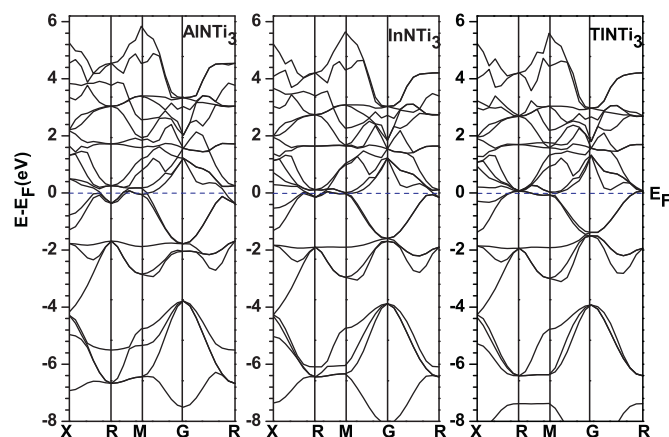 AlNTi3 InNTi3 TlNTi3
6
4
2
0
-2
-4
-6
-8
E-EF(eV)
EF
X R M G R X R M G R X R M G R